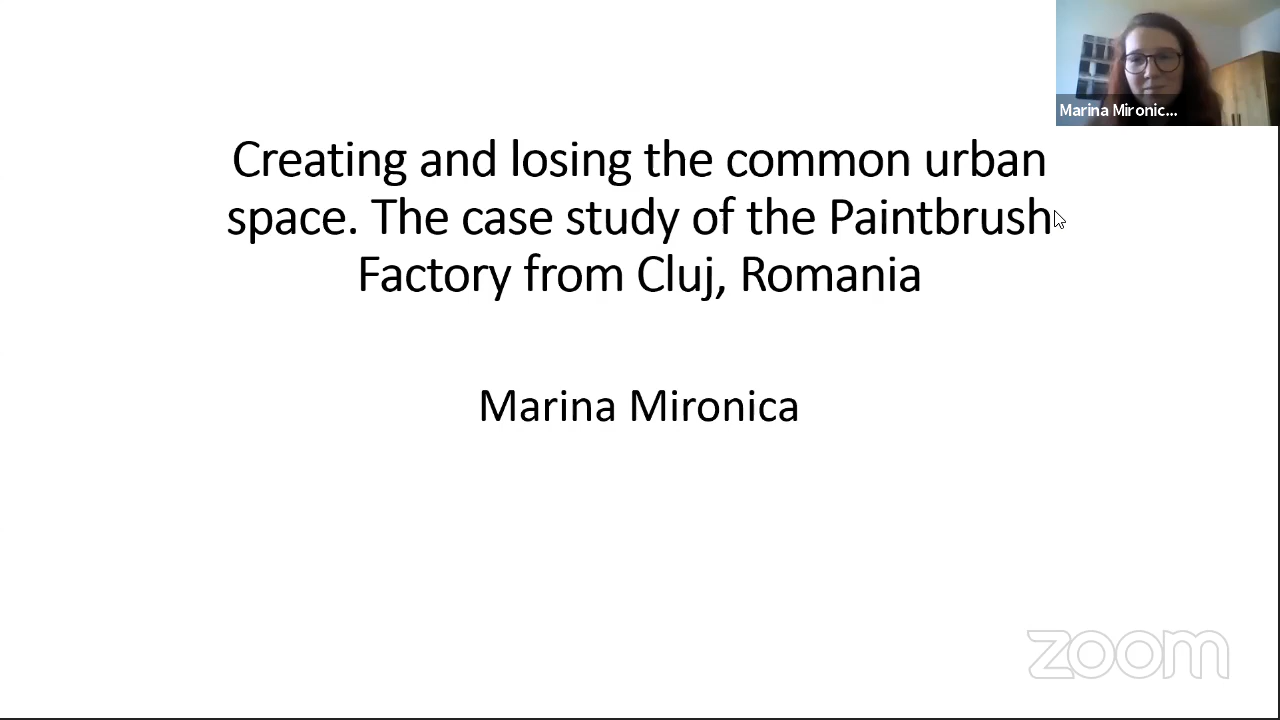 Marina Mironic...
Creating and losing the common urban
space. The case study of the Paintbrush
Factory from Cluj, Romania
Marina Mironica
zoom